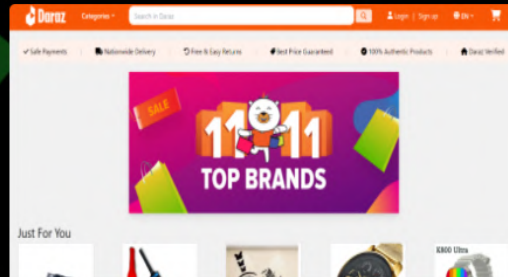 Daraz Categories Search in Daraz Login | Sign up EN
Safe Payments Nationwide Delivery Free & Easy Returns Best Price Guaranteed 100% Authentic Products Daraz Verified
SALE
11 11
TOP BRANDS
Just For You
X800 Ultra